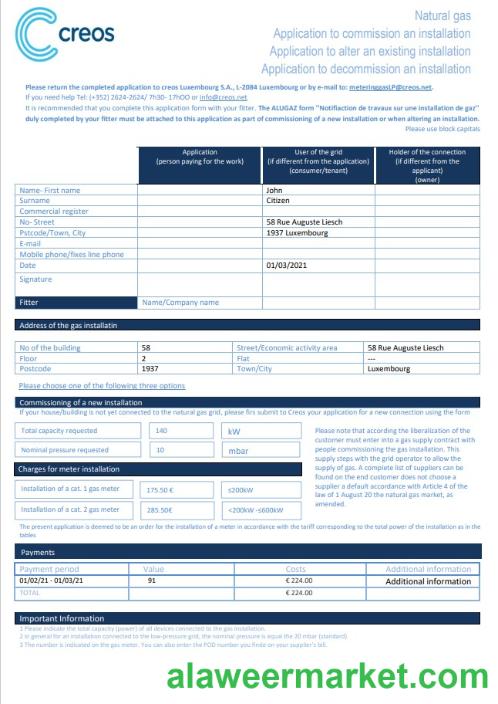 creos
Natural gas
Application to commission an installation
Application to alter an existing installation
Application to decommission an installation
Please return the completed application to creos Luxembourg S.A., L-2084 Luxembourg or by e-mail to: meteringgasLP@creos.net.
If you need help Tel: (+352) 2624-2624/ 7h30- 17hOO or info@creos.net
It is recommended that you complete this application form with your fitter. The ALUGAZ form "Notifiaction de travaux sur une installation de gaz"
duly completed by your fitter must be attached to this application as part of commissioning of a new installation or when altering an installation.
Please use block capitals
Application
(person paying for the work)
User of the grid
(if different from the application)
(consumer/tenant)
Holder of the connection
(if different from the
applicant)
(owner)
Name- First name John
Surname Citizen
Commercial register
No- Street 58 Rue Auguste Liesch
Pstcode/Town, City 1937 Luxembourg
E-mail
Mobile phone/fixes line phone
Date 01/03/2021
Signature
Fitter Name/Company name
Address of the gas installatin
No of the building 58 Street/Economic activity area 58 Rue Auguste Liesch
Floor 2 Flat ---
Postcode 1937 Town/City Luxembourg
Please choose one of the following three options
Commissioning of a new installation
If your house/building is not yet connected to the natural gas grid, please firs submit to Creos your application for a new connection using the form
Total capacity requested 140 kW
Nominal pressure requested 10 mbar
Charges for meter installation
Installation of a cat. 1 gas meter 175.50 € ≤200kW
Installation of a cat. 2 gas meter 285.50€ <200kW -≤600kW
Please note that according the liberalization of the
customer must enter into a gas supply contract with
people commissioning the gas installation. This
supply steps with the grid operator to allow the
supply of gas. A complete list of suppliers can be
found on the end customer does not choose a
supplier a default accordance with Article 4 of the
law of 1 August 20 the natural gas market, as
amended.
The present application is deemed to be an order for the installation of a meter in accordance with the tariff corresponding to the total power of the installation as in the
tables
Payments
Payment period Value Costs Additional information
01/02/21 - 01/03/21 91 € 224.00 Additional information
TOTAL € 224.00
Important Information
1 Please indicate the total capacity (power) of all devices connected to the gas installation.
2 In general for an installation connected to the low-pressure grid, the nominal pressure is equal the 20 mbar (standard)
3 The number is indicated on the gas meter. You can also enter the POD number you finde on your supplier's bill.
alaweermarket.com